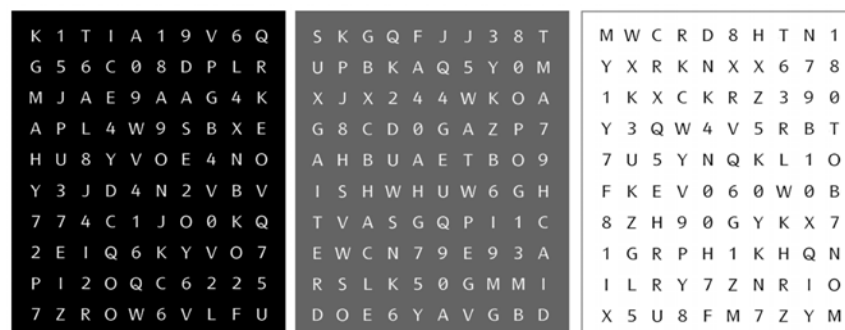 K 1 T I A 1 9 V 6 Q
G 5 6 C 0 8 D P L R
M J A E 9 A A G 4 K
A P L 4 W 9 S B X E
H U 8 Y V O E 4 N O
Y 3 J D 4 N 2 V B V
7 7 4 C 1 J O 0 K Q
2 E I Q 6 K Y V O 7
P I 2 O Q C 6 2 2 5
7 Z R O W 6 V L F U
S K G Q F J J 3 8 T
U P B K A Q 5 Y 0 M
X J X 2 4 4 W K O A
G 8 C D 0 G A Z P 7
A H B U A E T B O 9
I S H W H U W 6 G H
T V A S G Q P I 1 C
E W C N 7 9 E 9 3 A
R S L K 5 0 G M M I
D O E 6 Y A V G B D
M W C R D 8 H T N 1
Y X R K N X X 6 7 8
1 K X C K R Z 3 9 0
Y 3 Q W 4 V 5 R B T
7 U 5 Y N Q K L 1 O
F K E V 0 6 0 W 0 B
8 Z H 9 0 G Y K X 7
1 G R P H 1 K H Q N
I L R Y 7 Z N R I O
X 5 U 8 F M 7 Z Y M